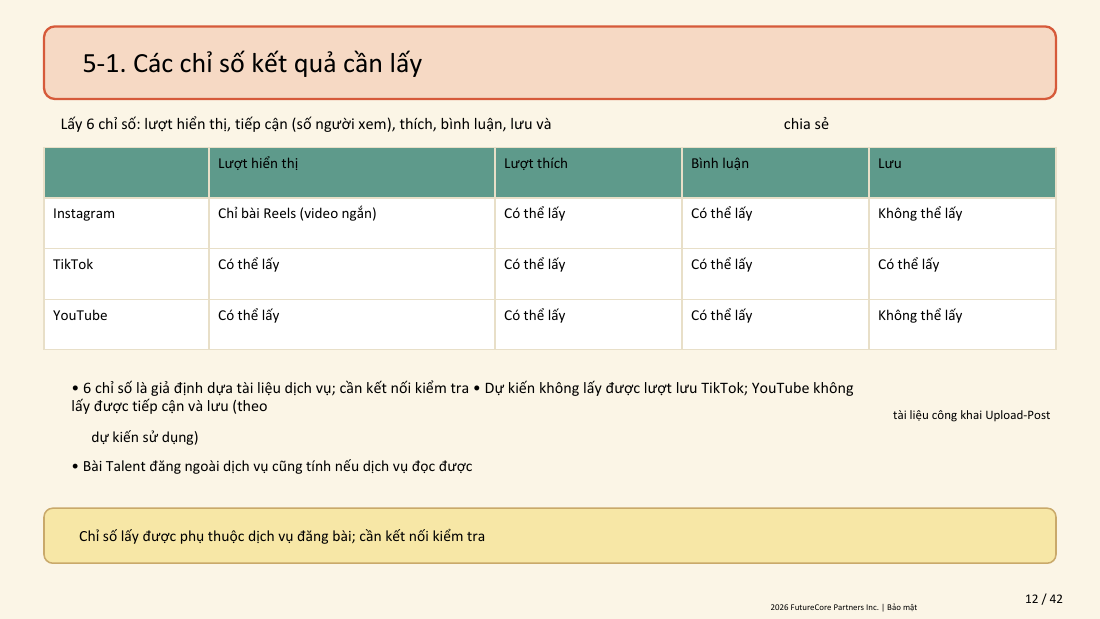 5-1. Các chỉ số kết quả cần lấy
Lấy 6 chỉ số: lượt hiển thị, tiếp cận (số người xem), thích, bình luận, lưu và chia sẻ
Lượt hiển thị Lượt thích Bình luận Lưu
Instagram Chỉ bài Reels (video ngắn) Có thể lấy Có thể lấy Không thể lấy
TikTok Có thể lấy Có thể lấy Có thể lấy Có thể lấy
YouTube Có thể lấy Có thể lấy Có thể lấy Không thể lấy
• 6 chỉ số là giả định dựa tài liệu dịch vụ; cần kết nối kiểm tra • Dự kiến không lấy được lượt lưu TikTok; YouTube không
lấy được tiếp cận và lưu (theo
tài liệu công khai Upload-Post
dự kiến sử dụng)
• Bài Talent đăng ngoài dịch vụ cũng tính nếu dịch vụ đọc được
Chỉ số lấy được phụ thuộc dịch vụ đăng bài; cần kết nối kiểm tra
2026 FutureCore Partners Inc. | Bảo mật
12 / 42